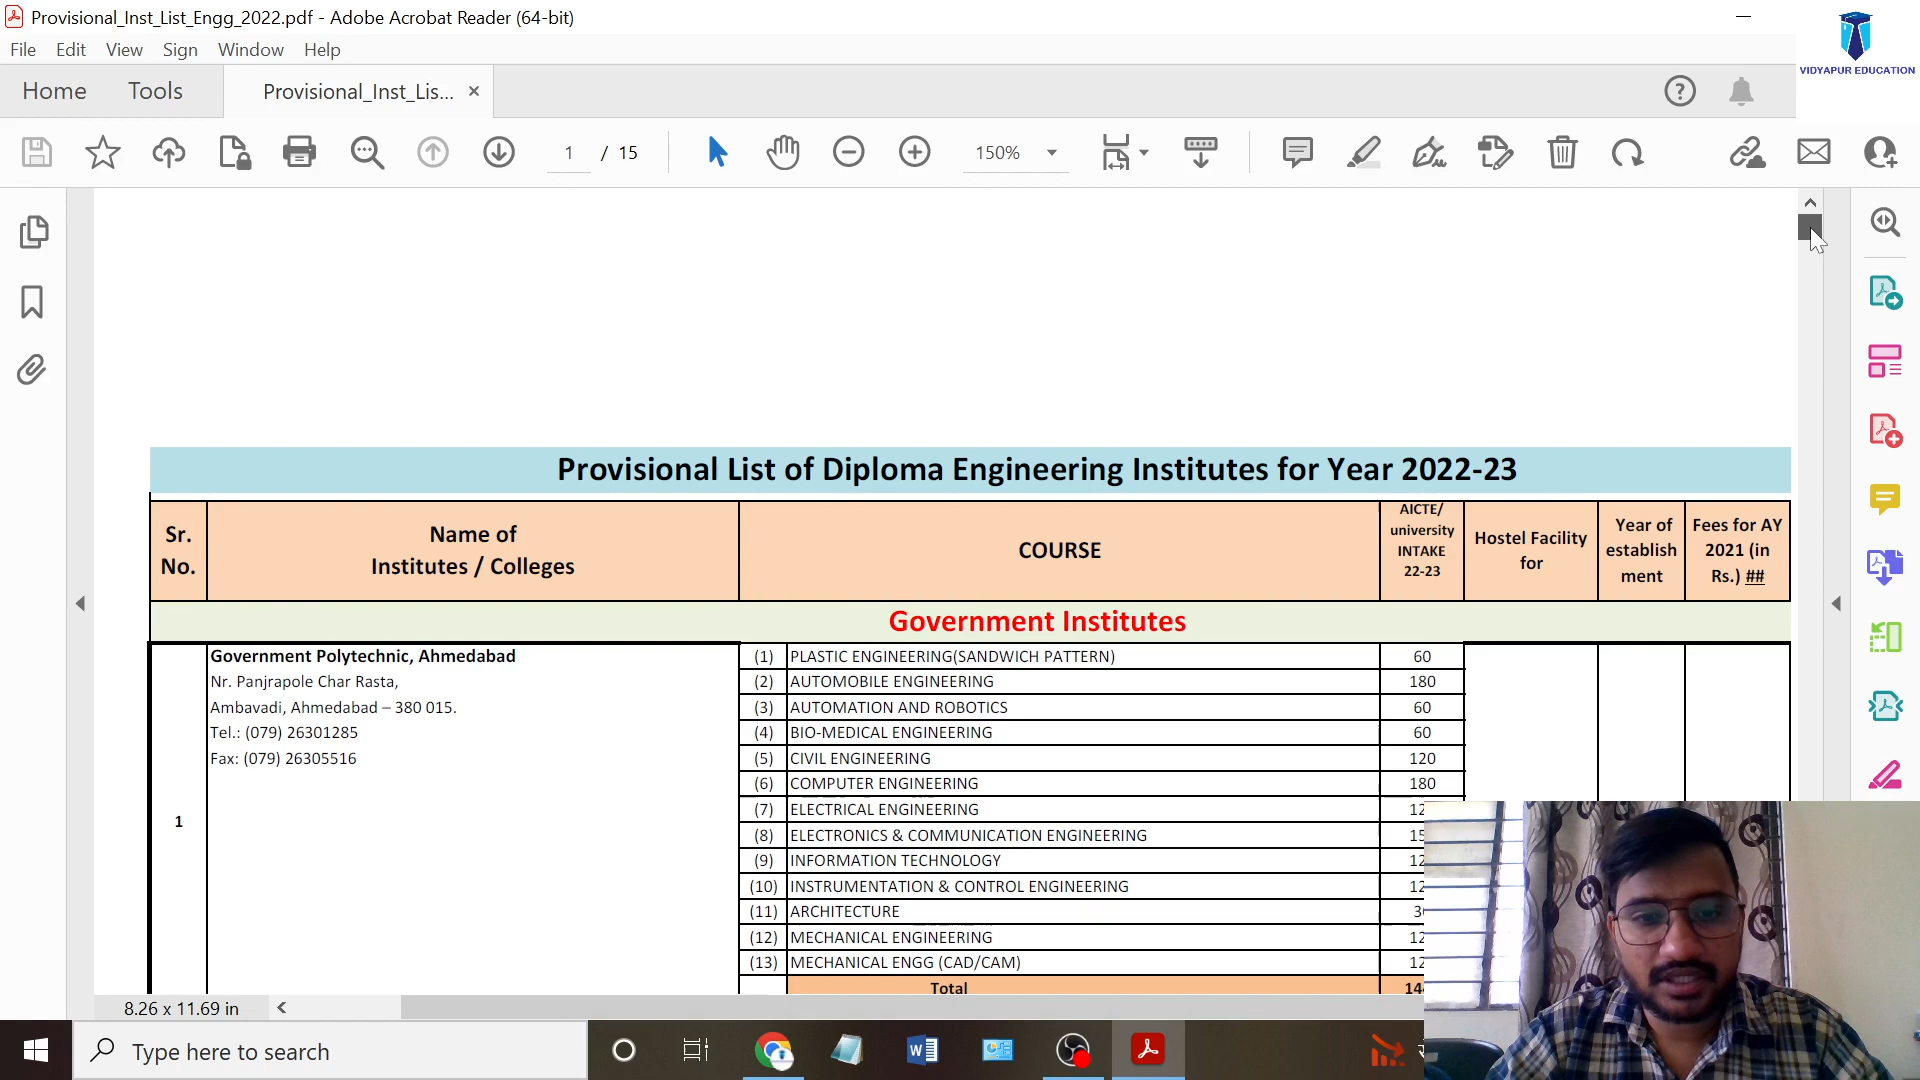 Provisional_Inst_List_Engg_2022.pdf - Adobe Acrobat Reader (64-bit)
VIDYAPUR EDUCATION
File Edit View Sign Window Help
Home Tools Provisional_Inst_Lis... ×
1 / 15 150%
Provisional List of Diploma Engineering Institutes for Year 2022-23
Sr. No.
Name of Institutes / Colleges
COURSE
AICTE/ university INTAKE 22-23
Hostel Facility for
Year of establish ment
Fees for AY 2021 (in Rs.) ##
Government Institutes
1
Government Polytechnic, Ahmedabad
Nr. Panjrapole Char Rasta,
Ambavadi, Ahmedabad – 380 015.
Tel.: (079) 26301285
Fax: (079) 26305516
(1) PLASTIC ENGINEERING(SANDWICH PATTERN) 60
(2) AUTOMOBILE ENGINEERING 180
(3) AUTOMATION AND ROBOTICS 60
(4) BIO-MEDICAL ENGINEERING 60
(5) CIVIL ENGINEERING 120
(6) COMPUTER ENGINEERING 180
(7) ELECTRICAL ENGINEERING
(8) ELECTRONICS & COMMUNICATION ENGINEERING
(9) INFORMATION TECHNOLOGY
(10) INSTRUMENTATION & CONTROL ENGINEERING
(11) ARCHITECTURE
(12) MECHANICAL ENGINEERING
(13) MECHANICAL ENGG (CAD/CAM)
Total
8.26 x 11.69 in
Type here to search